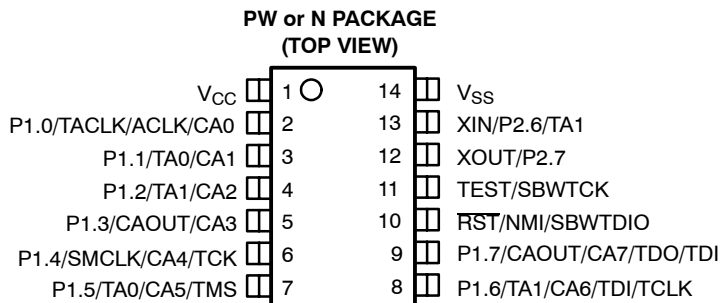 PW or N PACKAGE
(TOP VIEW)
VCC 1 14 VSS
P1.0/TACLK/ACLK/CA0 2 13 XIN/P2.6/TA1
P1.1/TA0/CA1 3 12 XOUT/P2.7
P1.2/TA1/CA2 4 11 TEST/SBWTCK
P1.3/CAOUT/CA3 5 10 RST/NMI/SBWTDIO
P1.4/SMCLK/CA4/TCK 6 9 P1.7/CAOUT/CA7/TDO/TDI
P1.5/TA0/CA5/TMS 7 8 P1.6/TA1/CA6/TDI/TCLK